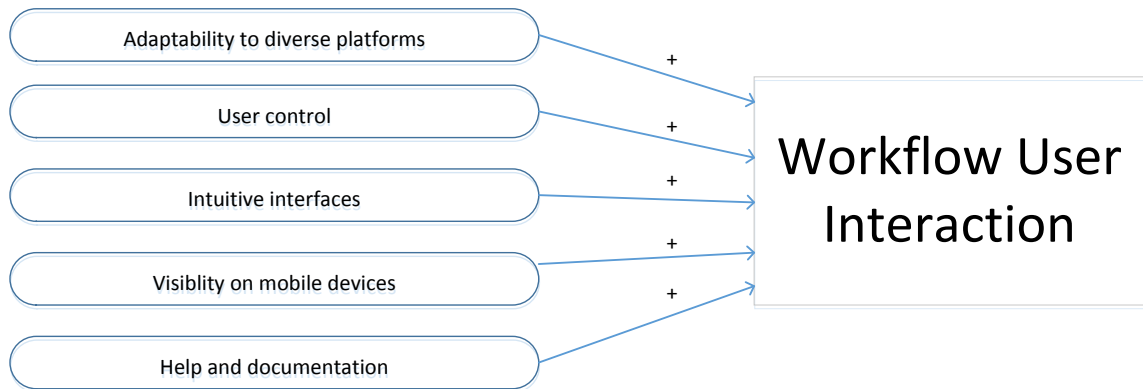 Adaptability to diverse platforms
+
User control
+
Intuitive interfaces
+
Visiblity on mobile devices
+
Help and documentation
+
Workflow User
Interaction